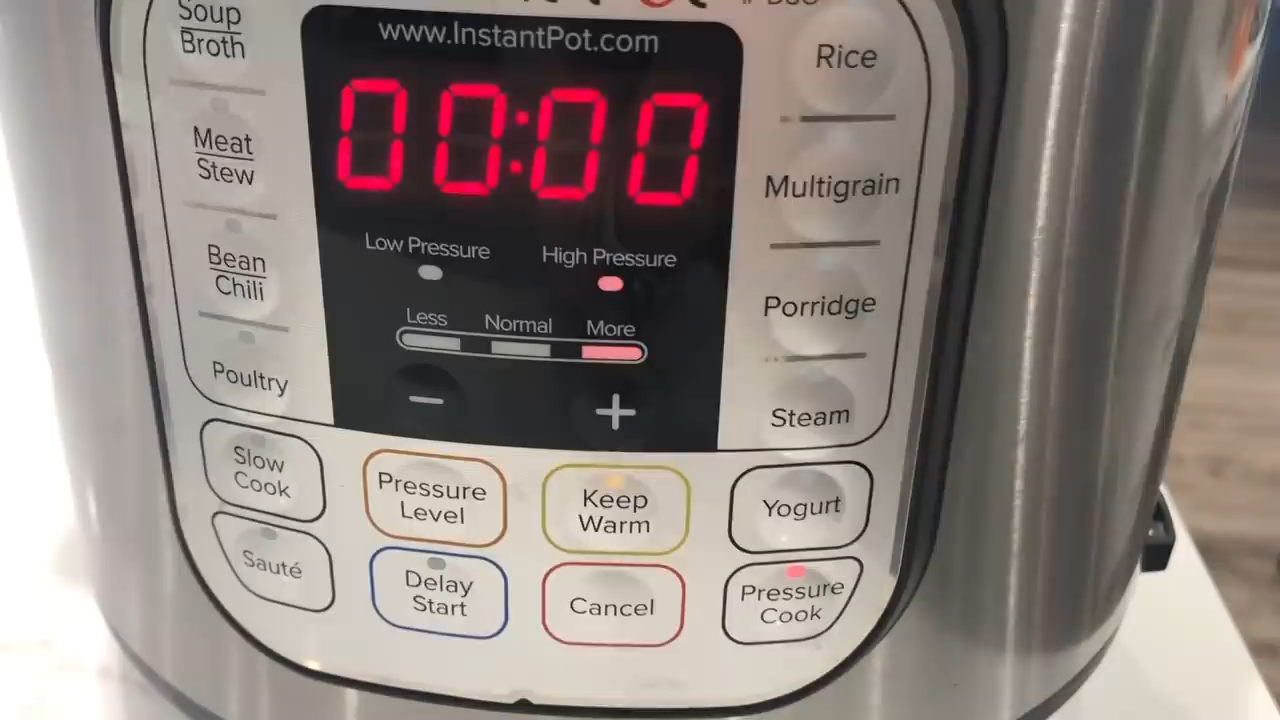 Soup
Broth
Meat
Stew
Bean
Chili
Poultry
www.InstantPot.com
00:00
Low Pressure
High Pressure
Less
Normal
More
−
+
Rice
Multigrain
Porridge
Steam
Slow
Cook
Pressure
Level
Keep
Warm
Yogurt
Sauté
Delay
Start
Cancel
Pressure
Cook